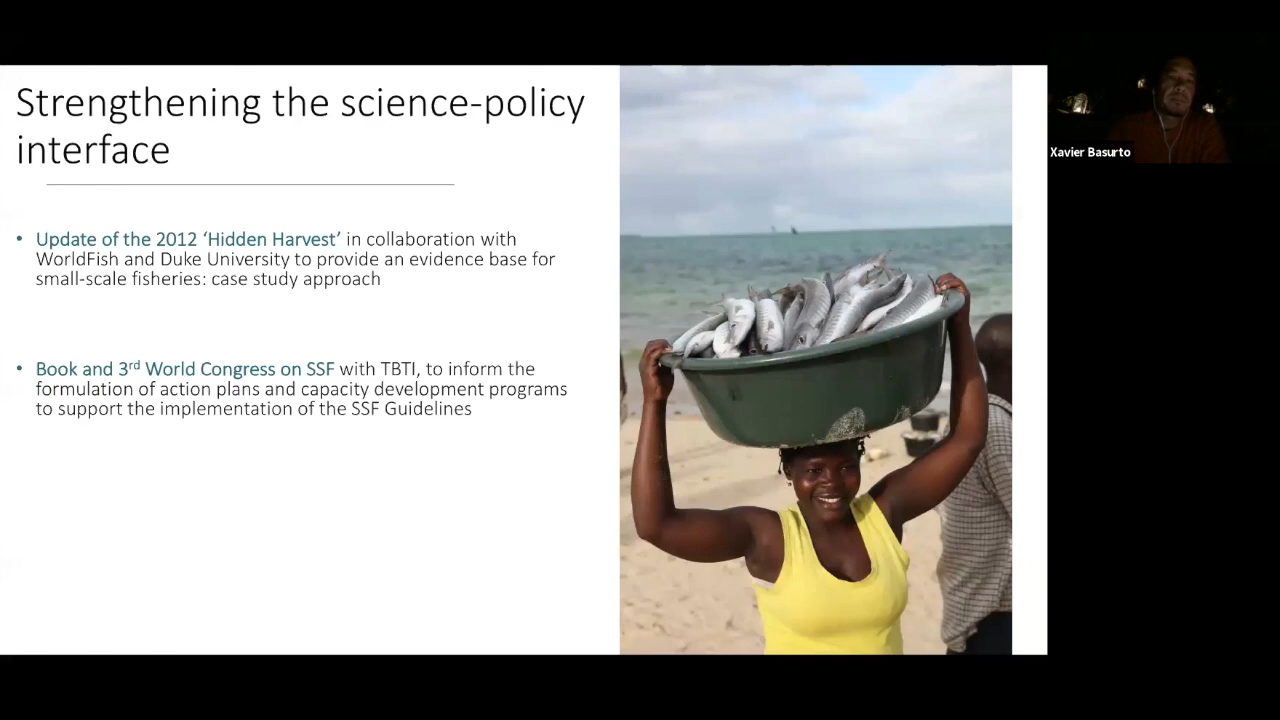 Strengthening the science-policy
interface
• Update of the 2012 ‘Hidden Harvest’ in collaboration with
WorldFish and Duke University to provide an evidence base for
small-scale fisheries: case study approach
• Book and 3rd World Congress on SSF with TBTI, to inform the
formulation of action plans and capacity development programs
to support the implementation of the SSF Guidelines
Xavier Basurto